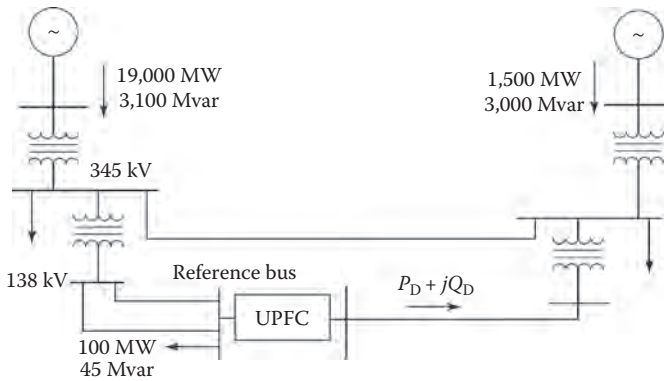 ~
~
19,000 MW
3,100 Mvar
1,500 MW
3,000 Mvar
345 kV
138 kV
Reference bus
UPFC
P_D + jQ_D
100 MW
45 Mvar